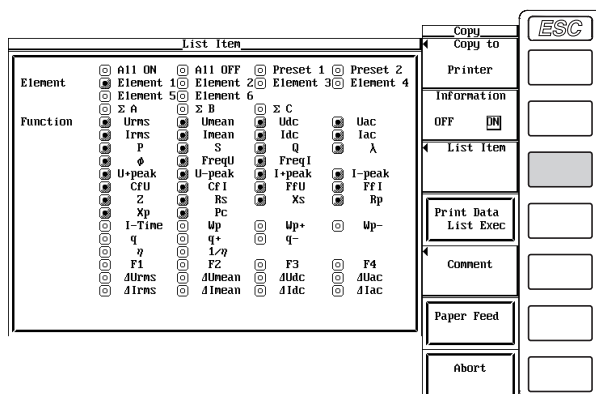 List Item
All ON All OFF Preset 1 Preset 2
Element Element 1 Element 2 Element 3 Element 4
Element 5 Element 6
Σ A Σ B Σ C
Function Urms Umean Udc Uac
Irms Imean Idc Iac
P S Q λ
ϕ FreqU FreqI
U+peak U-peak I+peak I-peak
CfU CfI FfU FfI
Z Rs Xs Rp
Xp Pc
I-Time Wp Wp+ Wp-
q q+ q-
η 1/η
F1 F2 F3 F4
ΔUrms ΔUmean ΔUdc ΔUac
ΔIrms ΔImean ΔIdc ΔIac
Copy
Copy to
Printer
Information
OFF ON
List Item
Print Data
List Exec
Comment
Paper Feed
Abort
ESC